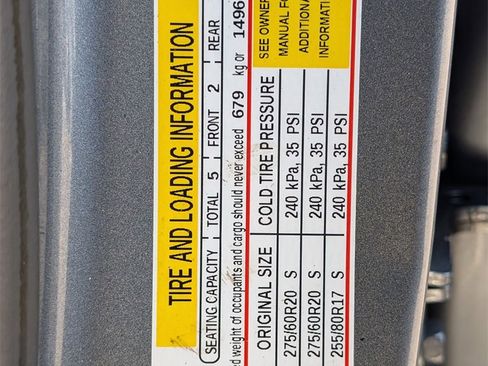 TIRE AND LOADING INFORMATION
SEATING CAPACITY TOTAL 5 FRONT 2 REAR
weight of occupants and cargo should never exceed 679 kg or 1496
ORIGINAL SIZE COLD TIRE PRESSURE
275/60R20 S 240 kPa, 35 PSI
275/60R20 S 240 kPa, 35 PSI
255/80R17 S 240 kPa, 35 PSI
SEE OWNER
MANUAL FO
ADDITIONA
INFORMATI